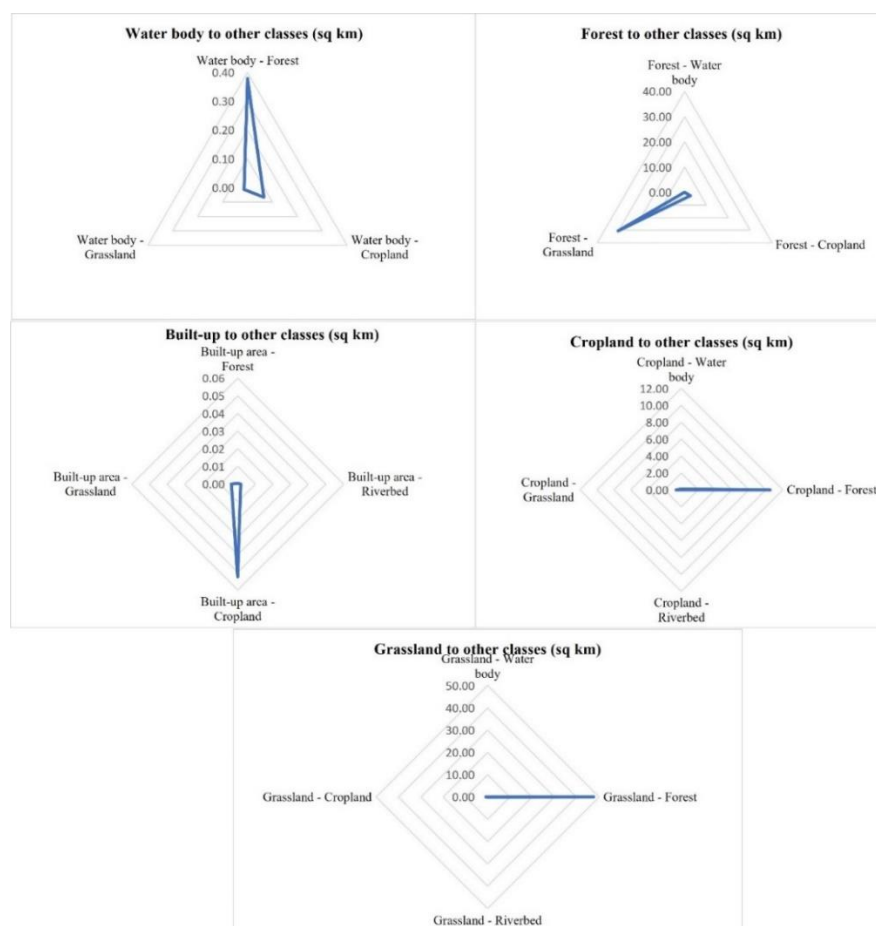 Water body to other classes (sq km)
Water body - Forest
0.40
0.30
0.20
0.10
0.00
Water body -
Grassland
Water body -
Cropland
Forest to other classes (sq km)
Forest - Water
body
40.00
30.00
20.00
10.00
0.00
Forest -
Grassland
Forest - Cropland
Built-up to other classes (sq km)
Built-up area -
Forest
0.06
0.05
0.04
0.03
0.02
0.01
0.00
Built-up area -
Grassland
Built-up area -
Riverbed
Built-up area -
Cropland
Cropland to other classes (sq km)
Cropland - Water
body
12.00
10.00
8.00
6.00
4.00
2.00
0.00
Cropland -
Grassland
Cropland - Forest
Cropland -
Riverbed
Grassland to other classes (sq km)
Grassland - Water
body
50.00
40.00
30.00
20.00
10.00
0.00
Grassland - Cropland
Grassland - Forest
Grassland - Riverbed